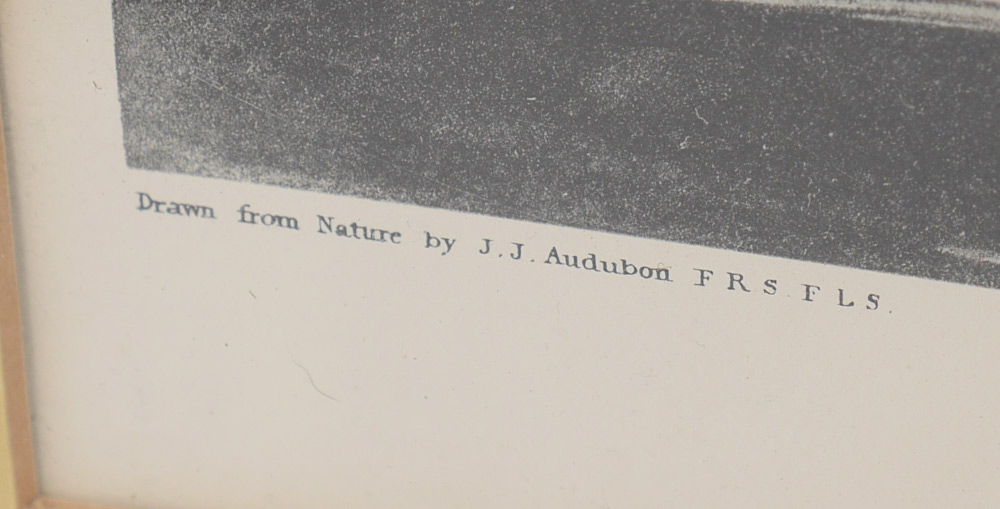 Drawn from Nature by J.J. Audubon F R S F L S.